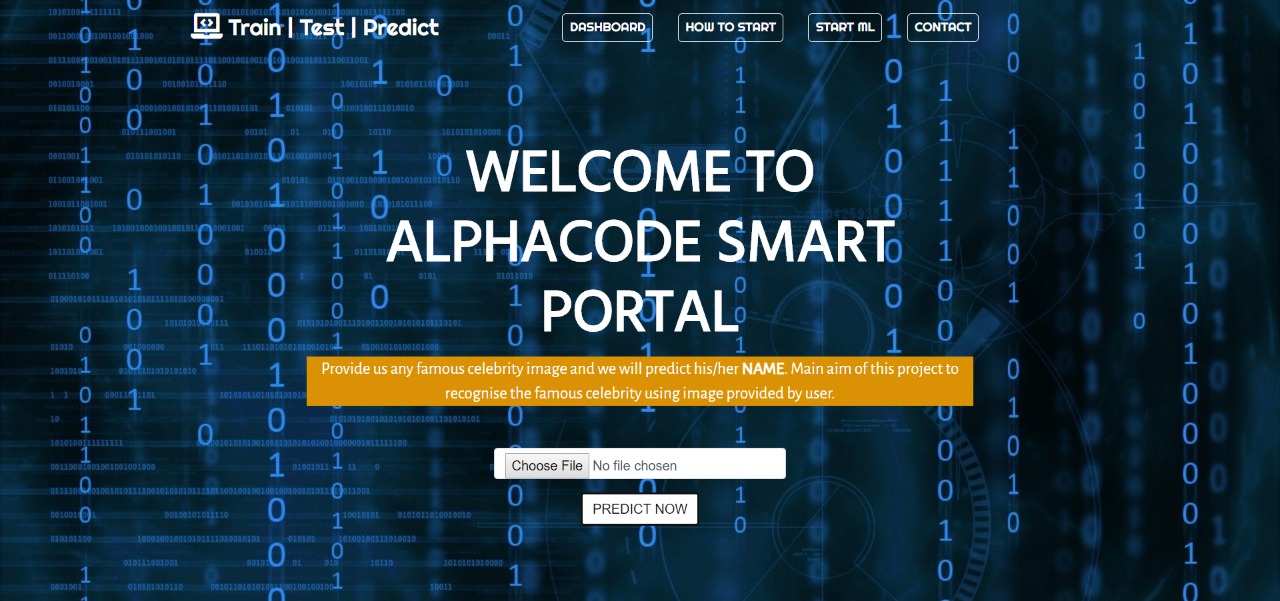 Train | Test | Predict
DASHBOARD
HOW TO START
START ML
CONTACT
WELCOME TO
ALPHACODE SMART
PORTAL
Provide us any famous celebrity image and we will predict his/her NAME. Main aim of this project to
recognise the famous celebrity using image provided by user.
Choose File No file chosen
PREDICT NOW